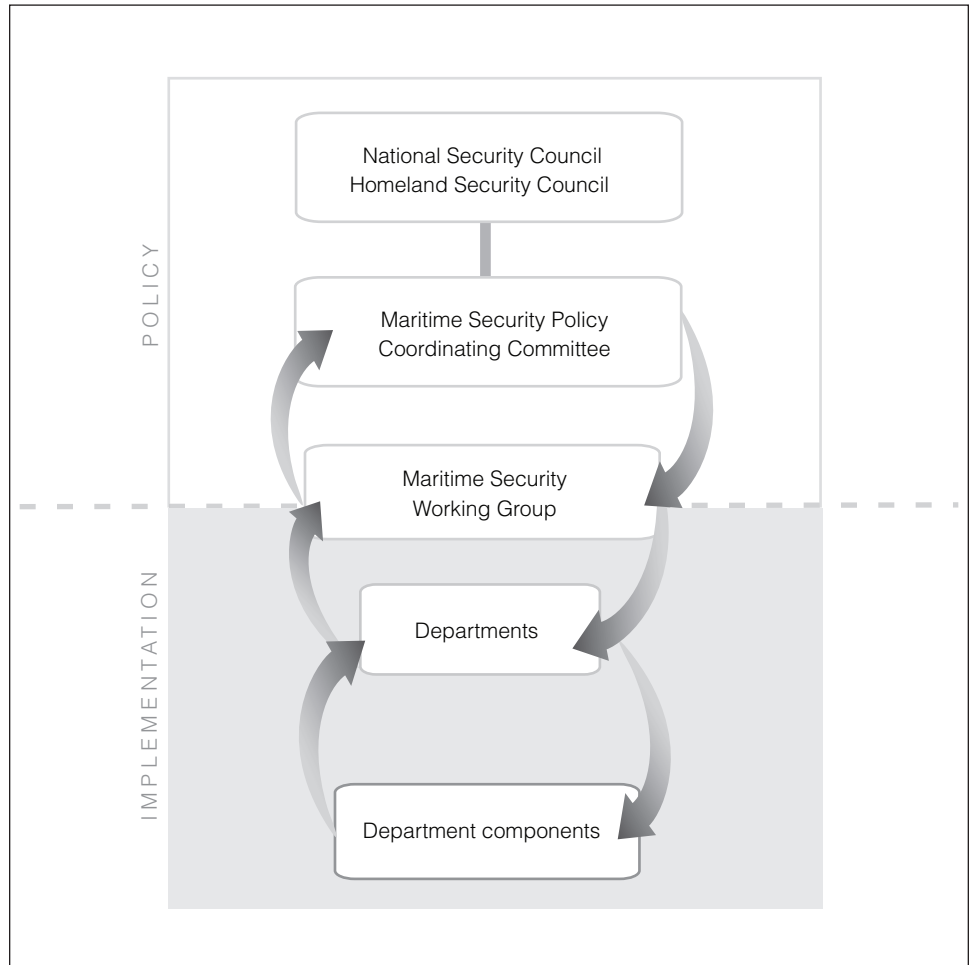 National Security Council
Homeland Security Council
POLICY
Maritime Security Policy
Coordinating Committee
Maritime Security
Working Group
IMPLEMENTATION
Departments
Department components